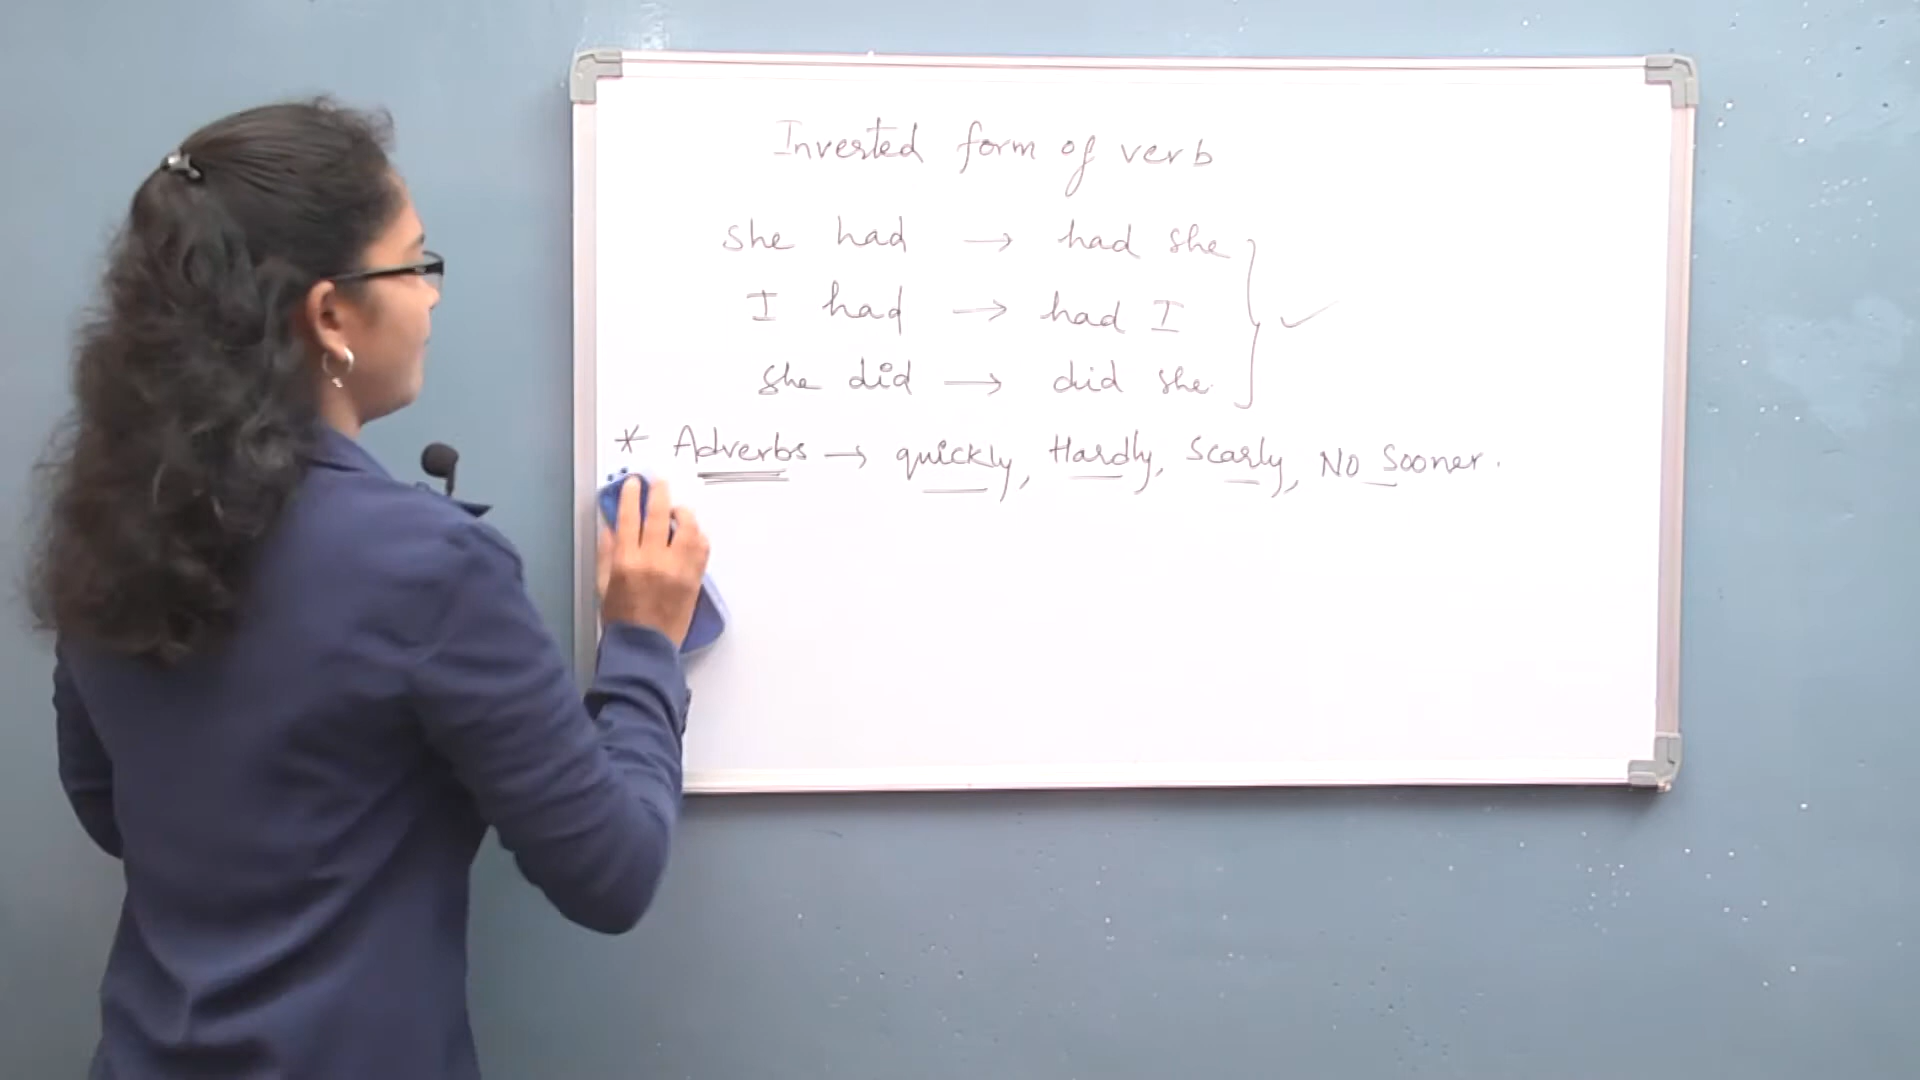 Inverted form of verb
she had → had she
I had → had I
she did → did she
* Adverbs → quickly, Hardly, Scarly, No Sooner.